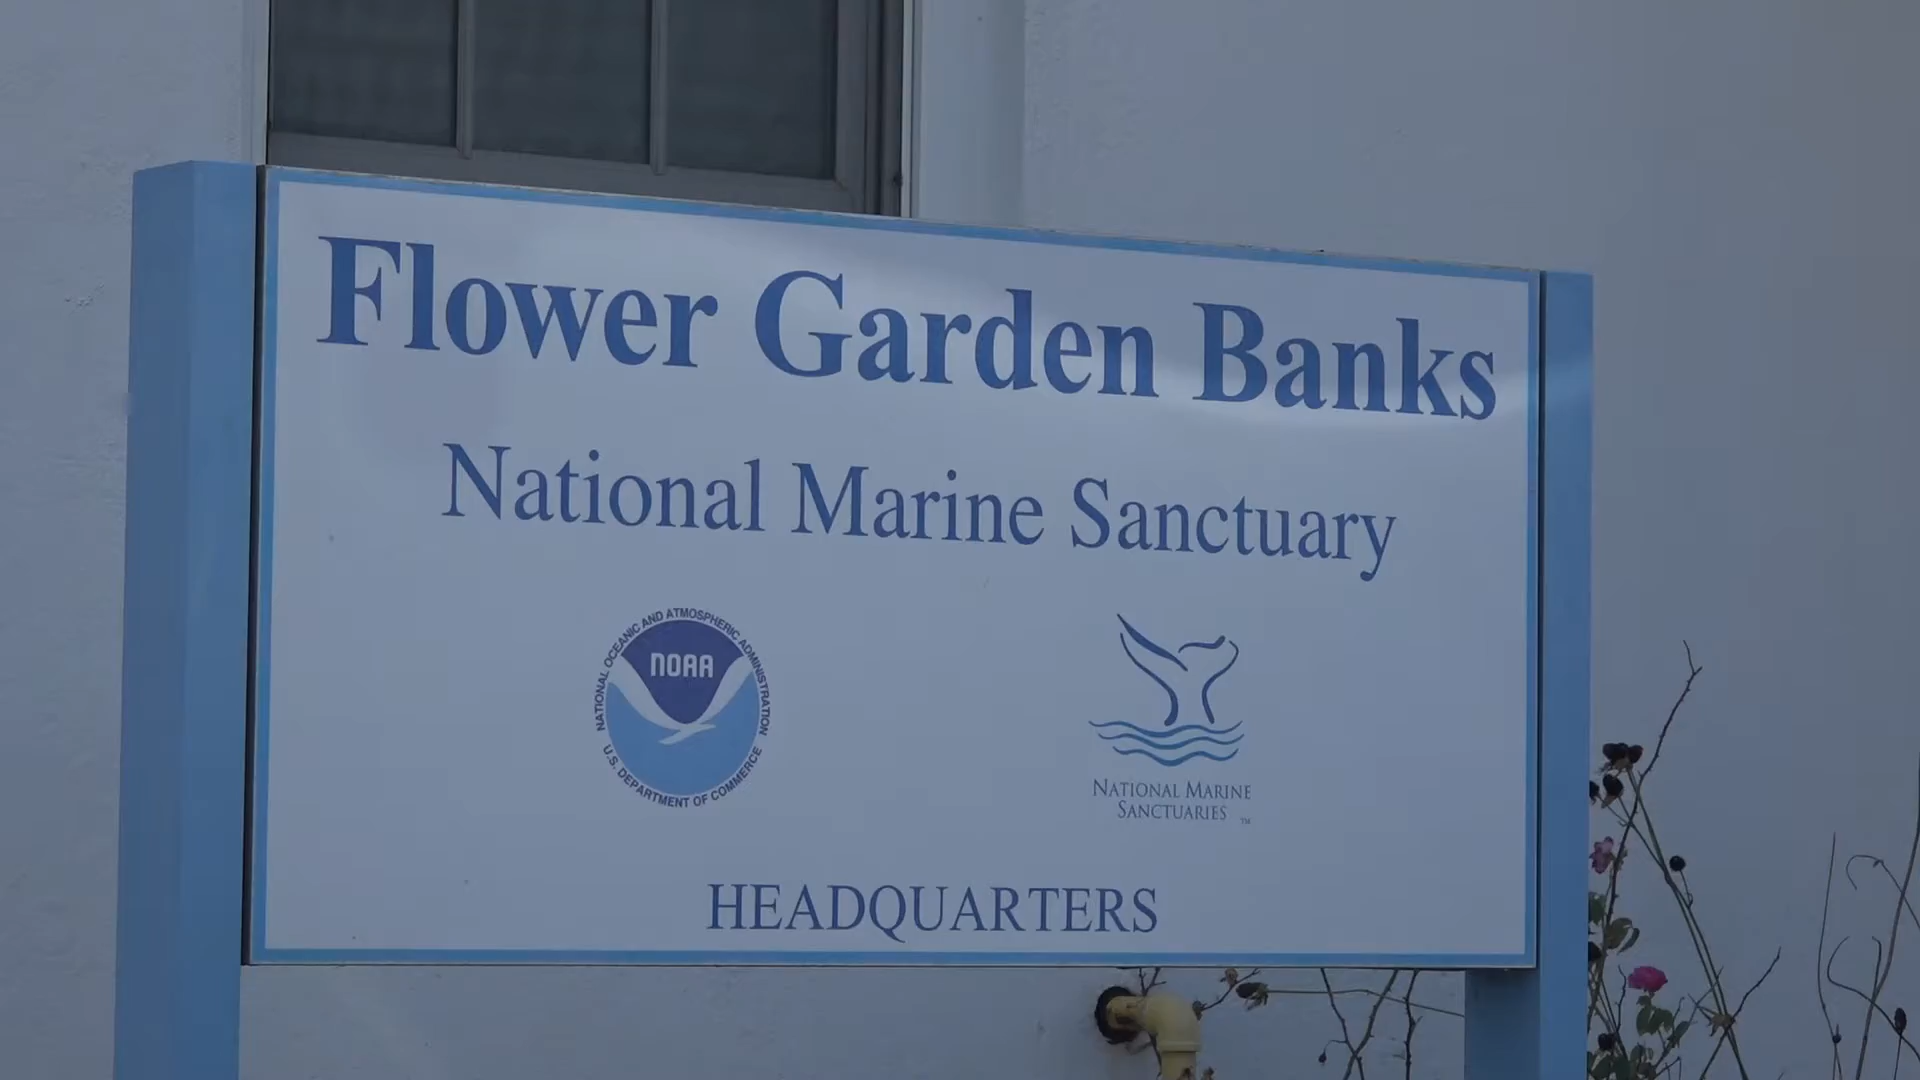 Flower Garden Banks
National Marine Sanctuary
NATIONAL OCEANIC AND ATMOSPHERIC ADMINISTRATION
NOAA
U.S. DEPARTMENT OF COMMERCE
NATIONAL MARINE
SANCTUARIES TM
HEADQUARTERS